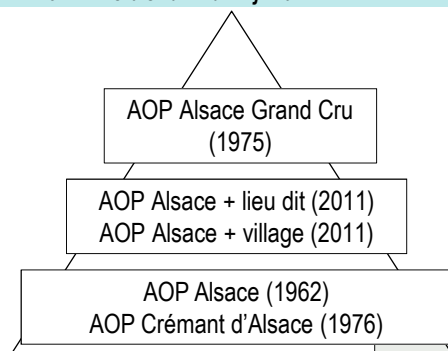 AOP Alsace Grand Cru
(1975)
AOP Alsace + lieu dit (2011)
AOP Alsace + village (2011)
AOP Alsace (1962)
AOP Crémant d'Alsace (1976)